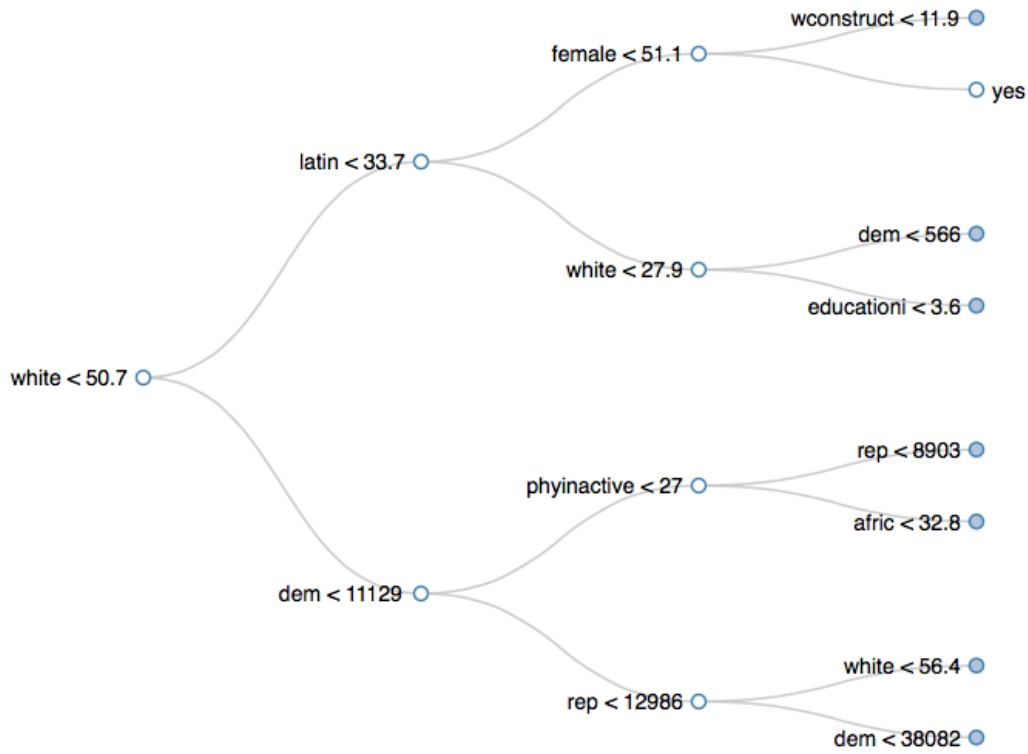 wconstruct < 11.9
female < 51.1
yes
latin < 33.7
dem < 566
white < 27.9
educationi < 3.6
white < 50.7
rep < 8903
phyinactive < 27
afric < 32.8
dem < 11129
white < 56.4
rep < 12986
dem < 38082